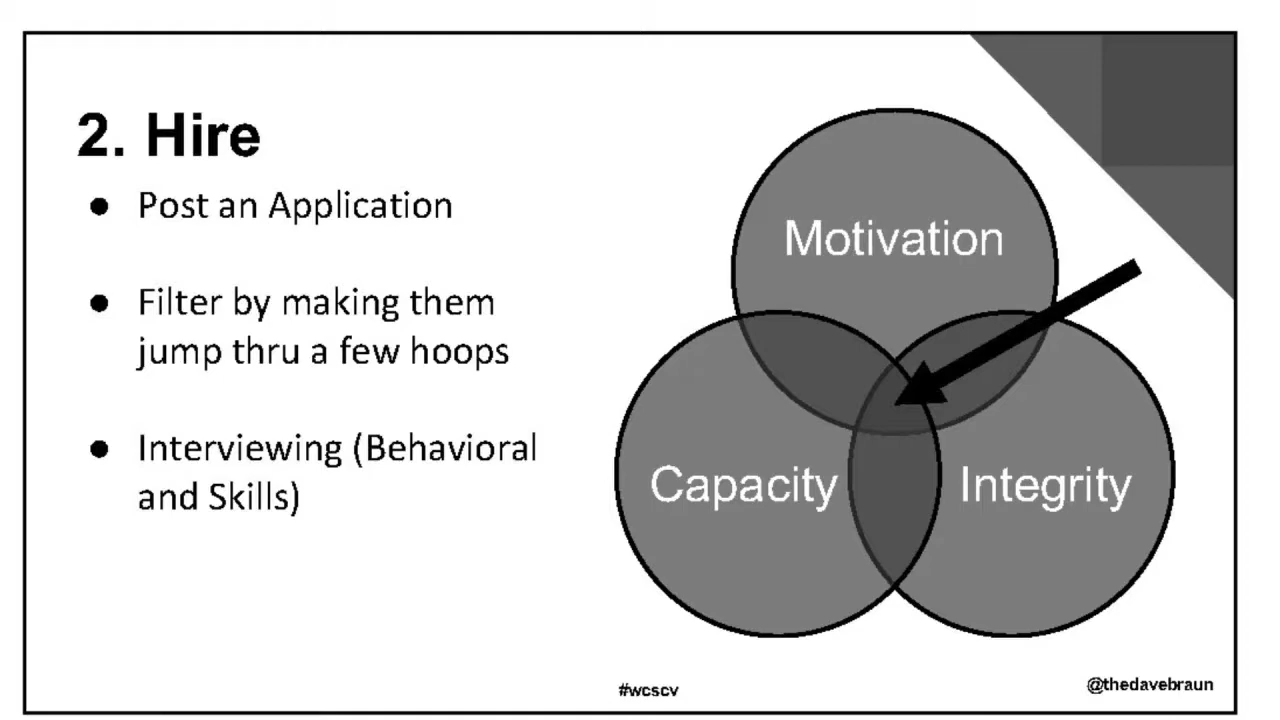 2. Hire
● Post an Application
● Filter by making them
jump thru a few hoops
● Interviewing (Behavioral
and Skills)
Motivation
Capacity
Integrity
#wcscv
@thedavebraun